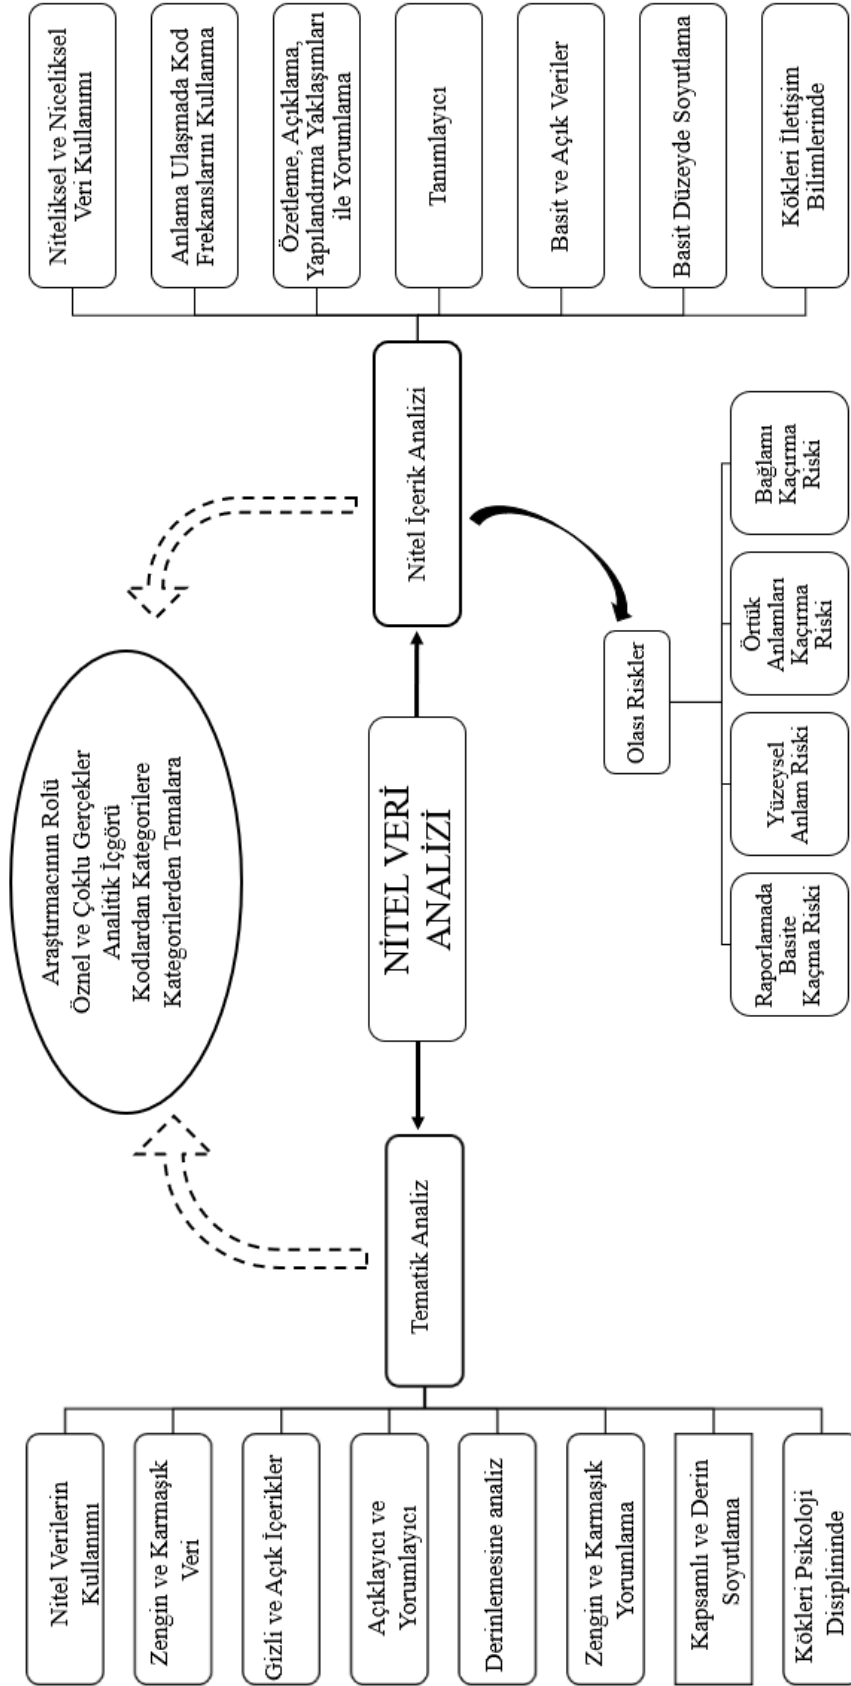 Araştırmacının Rolü
Öznel ve Çoklu Gerçekler
Analitik İçgörü
Kodlardan Kategorilere
Kategorilerden Temalara
NİTEL VERİ
ANALİZİ
Tematik Analiz
Nitel Verilerin
Kullanımı
Zengin ve Karmaşık
Veri
Gizli ve Açık İçerikler
Açıklayıcı ve
Yorumlayıcı
Derinlemesine analiz
Zengin ve Karmaşık
Yorumlama
Kapsamlı ve Derin
Soyutlama
Kökleri Psikoloji
Disiplininde
Nitel İçerik Analizi
Niteliksel ve Niceliksel
Veri Kullanımı
Anlama Ulaşmada Kod
Frekanslarını Kullanma
Özetleme, Açıklama,
Yapılandırma Yaklaşımları
ile Yorumlama
Tanımlayıcı
Basit ve Açık Veriler
Basit Düzeyde Soyutlama
Kökleri İletişim
Bilimlerinde
Olası Riskler
Raporlamada
Basite
Kaçma Riski
Yüzeysel
Anlam Riski
Örtük
Anlamları
Kaçırma
Riski
Bağlamı
Kaçırma
Riski